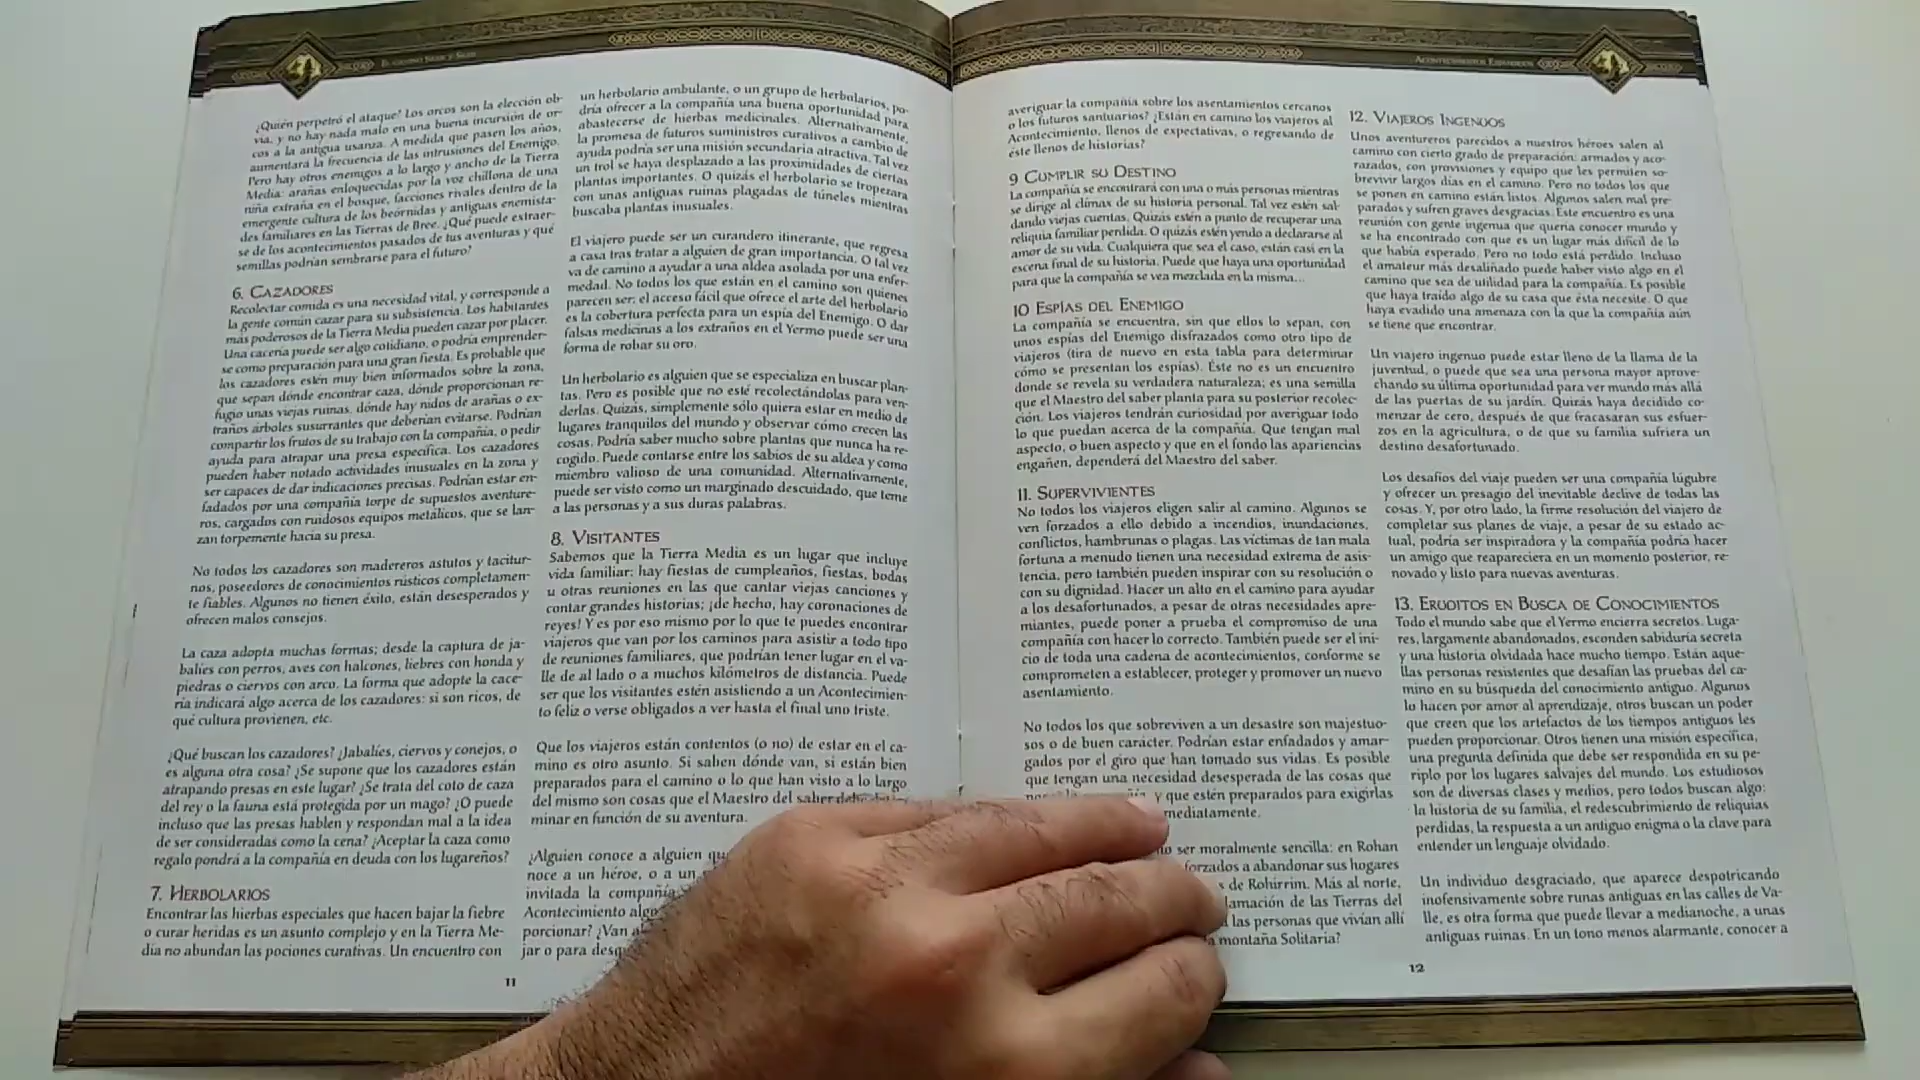 El camino sigue y sigue
¿Quién perpetró el ataque? Los orcos son la elección ob-
via, y no hay nada malo en una buena incursión de or-
cos a la antigua usanza. A medida que pasen los años,
aumentará la frecuencia de las intrusiones del Enemigo.
Pero hay otros enemigos a lo largo y ancho de la Tierra
Media: arañas enloquecidas por la voz chillona de una
niña extraña en el bosque, facciones rivales dentro de la
emergente cultura de los beórnidas y antiguas enemista-
des familiares en las Tierras de Bree. ¿Qué puede extraer-
se de los acontecimientos pasados de tus aventuras y qué
semillas podrían sembrarse para el futuro?
6. Cazadores
Recolectar comida es una necesidad vital, y corresponde a
la gente común cazar para su subsistencia. Los habitantes
más poderosos de la Tierra Media pueden cazar por placer.
Una cacería puede ser algo cotidiano, o podría emprender-
se como preparación para una gran fiesta. Es probable que
los cazadores estén muy bien informados sobre la zona,
que sepan dónde encontrar caza, dónde proporcionan re-
fugio unas viejas ruinas, dónde hay nidos de arañas o ex-
traños árboles susurrantes que deberían evitarse. Podrían
compartir los frutos de su trabajo con la compañía, o pedir
ayuda para atrapar una presa específica. Los cazadores
pueden haber notado actividades inusuales en la zona y
ser capaces de dar indicaciones precisas. Podrían estar en-
fadados por una compañía torpe de supuestos aventure-
ros, cargados con ruidosos equipos metálicos, que se lan-
zan torpemente hacia su presa.
No todos los cazadores son madereros astutos y tacitur-
nos, poseedores de conocimientos rústicos completamen-
te fiables. Algunos no tienen éxito, están desesperados y
ofrecen malos consejos.
La caza adopta muchas formas; desde la captura de ja-
balíes con perros, aves con halcones, liebres con honda y
piedras o ciervos con arco. La forma que adopte la cace-
ría indicará algo acerca de los cazadores: si son ricos, de
qué cultura provienen, etc.
¿Qué buscan los cazadores? ¿Jabalíes, ciervos y conejos, o
es alguna otra cosa? ¿Se supone que los cazadores están
atrapando presas en este lugar? ¿Se trata del coto de caza
del rey o la fauna está protegida por un mago? ¿O puede
incluso que las presas hablen y respondan mal a la idea
de ser consideradas como la cena? ¿Aceptar la caza como
regalo pondrá a la compañía en deuda con los lugareños?
7. Herbolarios
Encontrar las hierbas especiales que hacen bajar la fiebre
o curar heridas es un asunto complejo y en la Tierra Me-
dia no abundan las pociones curativas. Un encuentro con
un herbolario ambulante, o un grupo de herbolarios, po-
dría ofrecer a la compañía una buena oportunidad para
abastecerse de hierbas medicinales. Alternativamente,
la promesa de futuros suministros curativos a cambio de
ayuda podría ser una misión secundaria atractiva. Tal vez
un trol se haya desplazado a las proximidades de ciertas
plantas importantes. O quizás el herbolario se tropezara
con unas antiguas ruinas plagadas de túneles mientras
buscaba plantas inusuales.
El viajero puede ser un curandero itinerante, que regresa
a casa tras tratar a alguien de gran importancia. O tal vez
va de camino a ayudar a una aldea asolada por una enfer-
medad. No todos los que están en el camino son quienes
parecen ser; el acceso fácil que ofrece el arte del herbolario
es la cobertura perfecta para un espía del Enemigo. O dar
falsas medicinas a los extraños en el Yermo puede ser una
forma de robar su oro.
Un herbolario es alguien que se especializa en buscar plan-
tas. Pero es posible que no esté recolectándolas para ven-
derlas. Quizás, simplemente sólo quiera estar en medio de
lugares tranquilos del mundo y observar cómo crecen las
cosas. Podría saber mucho sobre plantas que nunca ha re-
cogido. Puede contarse entre los sabios de su aldea y como
miembro valioso de una comunidad. Alternativamente,
puede ser visto como un marginado descuidado, que teme
a las personas y a sus duras palabras.
8. Visitantes
Sabemos que la Tierra Media es un lugar que incluye
vida familiar: hay fiestas de cumpleaños, fiestas, bodas
u otras reuniones en las que cantar viejas canciones y
contar grandes historias; ¡de hecho, hay coronaciones de
reyes! Y es por eso mismo por lo que te puedes encontrar
viajeros que van por los caminos para asistir a todo tipo
de reuniones familiares, que podrían tener lugar en el va-
lle de al lado o a muchos kilómetros de distancia. Puede
ser que los visitantes estén asistiendo a un Acontecimien-
to feliz o verse obligados a ver hasta el final uno triste.
Que los viajeros están contentos (o no) de estar en el ca-
mino es otro asunto. Si saben dónde van, si están bien
preparados para el camino o lo que han visto a lo largo
del mismo son cosas que el Maestro del saber debe
minar en función de su aventura.
¿Alguien conoce a alguien qu
noce a un héroe, o a un
invitada la compañía
Acontecimiento algo
porcionar? ¿Van a
jar o para desq
11
Acontecimientos Expandidos
averiguar la compañía sobre los asentamientos cercanos
o los futuros santuarios? ¿Están en camino los viajeros al
Acontecimiento, llenos de expectativas, o regresando de
éste llenos de historias?
9 Cumplir su Destino
La compañía se encontrará con una o más personas mientras
se dirige al clímax de su historia personal. Tal vez estén sal-
dando viejas cuentas. Quizás estén a punto de recuperar una
reliquia familiar perdida. O quizás estén yendo a declararse al
amor de su vida. Cualquiera que sea el caso, están casi en la
escena final de su historia. Puede que haya una oportunidad
para que la compañía se vea mezclada en la misma...
10 Espías del Enemigo
La compañía se encuentra, sin que ellos lo sepan, con
unos espías del Enemigo disfrazados como otro tipo de
viajeros (tira de nuevo en esta tabla para determinar
cómo se presentan los espías). Éste no es un encuentro
donde se revela su verdadera naturaleza; es una semilla
que el Maestro del saber planta para su posterior recolec-
ción. Los viajeros tendrán curiosidad por averiguar todo
lo que puedan acerca de la compañía. Que tengan mal
aspecto, o buen aspecto y que en el fondo las apariencias
engañen, dependerá del Maestro del saber.
11. Supervivientes
No todos los viajeros eligen salir al camino. Algunos se
ven forzados a ello debido a incendios, inundaciones,
conflictos, hambrunas o plagas. Las víctimas de tan mala
fortuna a menudo tienen una necesidad extrema de asis-
tencia, pero también pueden inspirar con su resolución o
con su dignidad. Hacer un alto en el camino para ayudar
a los desafortunados, a pesar de otras necesidades apre-
miantes, puede poner a prueba el compromiso de una
compañía con hacer lo correcto. También puede ser el ini-
cio de toda una cadena de acontecimientos, conforme se
comprometen a establecer, proteger y promover un nuevo
asentamiento.
No todos los que sobreviven a un desastre son majestuo-
sos o de buen carácter. Podrían estar enfadados y amar-
gados por el giro que han tomado sus vidas. Es posible
que tengan una necesidad desesperada de las cosas que
y que estén preparados para exigirlas
mediatamente.
no ser moralmente sencilla: en Rohan
forzados a abandonar sus hogares
s de Rohirrim. Más al norte,
lamación de las Tierras del
las personas que vivían allí
a montaña Solitaria?
12. Viajeros Ingenuos
Unos aventureros parecidos a nuestros héroes salen al
camino con cierto grado de preparación: armados y aco-
razados, con provisiones y equipo que les permiten so-
brevivir largos días en el camino. Pero no todos los que
se ponen en camino están listos. Algunos salen mal pre-
parados y sufren graves desgracias. Este encuentro es una
reunión con gente ingenua que quería conocer mundo y
se ha encontrado con que es un lugar más difícil de lo
que había esperado. Pero no todo está perdido. Incluso
el amateur más desaliñado puede haber visto algo en el
camino que sea de utilidad para la compañía. Es posible
que haya traído algo de su casa que ésta necesite. O que
haya evadido una amenaza con la que la compañía aún
se tiene que encontrar.
Un viajero ingenuo puede estar lleno de la llama de la
juventud, o puede que sea una persona mayor aprove-
chando su última oportunidad para ver mundo más allá
de las puertas de su jardín. Quizás haya decidido co-
menzar de cero, después de que fracasaran sus esfuer-
zos en la agricultura, o de que su familia sufriera un
destino desafortunado.
Los desafíos del viaje pueden ser una compañía lúgubre
y ofrecer un presagio del inevitable declive de todas las
cosas. Y, por otro lado, la firme resolución del viajero de
completar sus planes de viaje, a pesar de su estado ac-
tual, podría ser inspiradora y la compañía podría hacer
un amigo que reapareciera en un momento posterior, re-
novado y listo para nuevas aventuras.
13. Eruditos en Busca de Conocimientos
Todo el mundo sabe que el Yermo encierra secretos. Luga-
res, largamente abandonados, esconden sabiduría secreta
y una historia olvidada hace mucho tiempo. Están aque-
llas personas resistentes que desafían las pruebas del ca-
mino en su búsqueda del conocimiento antiguo. Algunos
lo hacen por amor al aprendizaje, otros buscan un poder
que creen que los artefactos de los tiempos antiguos les
pueden proporcionar. Otros tienen una misión específica,
una pregunta definida que debe ser respondida en su pe-
riplo por los lugares salvajes del mundo. Los estudiosos
son de diversas clases y medios, pero todos buscan algo:
la historia de su familia, el redescubrimiento de reliquias
perdidas, la respuesta a un antiguo enigma o la clave para
entender un lenguaje olvidado.
Un individuo desgraciado, que aparece despotricando
inofensivamente sobre runas antiguas en las calles de Va-
lle, es otra forma que puede llevar a medianoche, a unas
antiguas ruinas. En un tono menos alarmante, conocer a
12